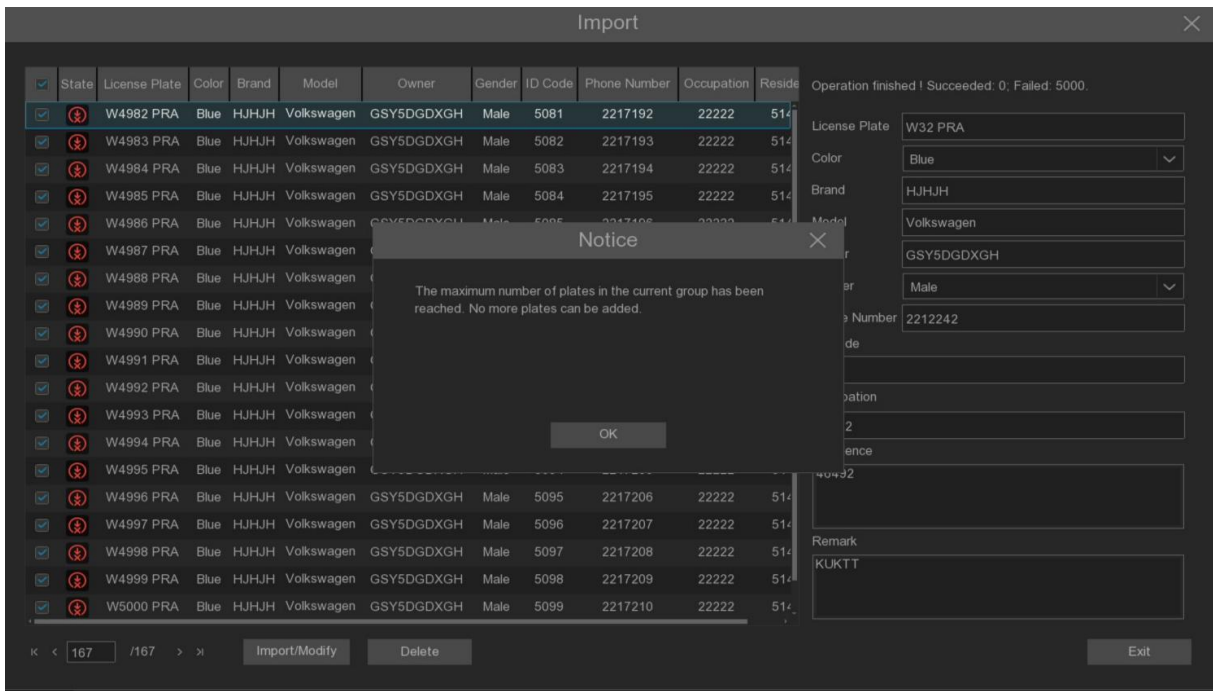 Import
State License Plate Color Brand Model Owner Gender ID Code Phone Number Occupation Reside
W4982 PRA Blue HJHJH Volkswagen GSY5DGDXGH Male 5081 2217192 22222 514
W4983 PRA Blue HJHJH Volkswagen GSY5DGDXGH Male 5082 2217193 22222 514
W4984 PRA Blue HJHJH Volkswagen GSY5DGDXGH Male 5083 2217194 22222 514
W4985 PRA Blue HJHJH Volkswagen GSY5DGDXGH Male 5084 2217195 22222 514
W4986 PRA Blue HJHJH Volkswagen
W4987 PRA Blue HJHJH Volkswagen
W4988 PRA Blue HJHJH Volkswagen
W4989 PRA Blue HJHJH Volkswagen
W4990 PRA Blue HJHJH Volkswagen
W4991 PRA Blue HJHJH Volkswagen
W4992 PRA Blue HJHJH Volkswagen
W4993 PRA Blue HJHJH Volkswagen
W4994 PRA Blue HJHJH Volkswagen
W4995 PRA Blue HJHJH Volkswagen
W4996 PRA Blue HJHJH Volkswagen GSY5DGDXGH Male 5095 2217206 22222 514
W4997 PRA Blue HJHJH Volkswagen GSY5DGDXGH Male 5096 2217207 22222 514
W4998 PRA Blue HJHJH Volkswagen GSY5DGDXGH Male 5097 2217208 22222 514
W4999 PRA Blue HJHJH Volkswagen GSY5DGDXGH Male 5098 2217209 22222 514
W5000 PRA Blue HJHJH Volkswagen GSY5DGDXGH Male 5099 2217210 22222 514
167 /167 Import/Modify Delete
Notice
The maximum number of plates in the current group has been
reached. No more plates can be added.
OK
Operation finished ! Succeeded: 0; Failed: 5000.
License Plate W32 PRA
Color Blue
Brand HJHJH
Model Volkswagen
r GSY5DGDXGH
er Male
e Number 2212242
de
pation
2
ence
46492
Remark
KUKTT
Exit